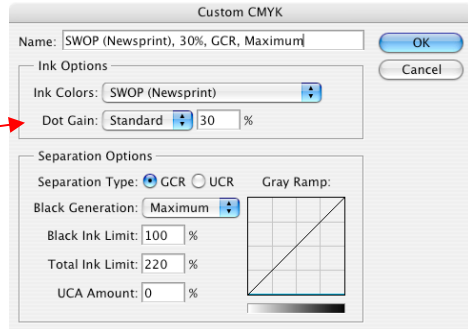 Custom CMYK
Name: SWOP (Newsprint), 30%, GCR, Maximum
OK
Ink Options
Cancel
Ink Colors: SWOP (Newsprint)
Dot Gain: Standard 30 %
Separation Options
Separation Type: GCR UCR Gray Ramp:
Black Generation: Maximum
Black Ink Limit: 100 %
Total Ink Limit: 220 %
UCA Amount: 0 %